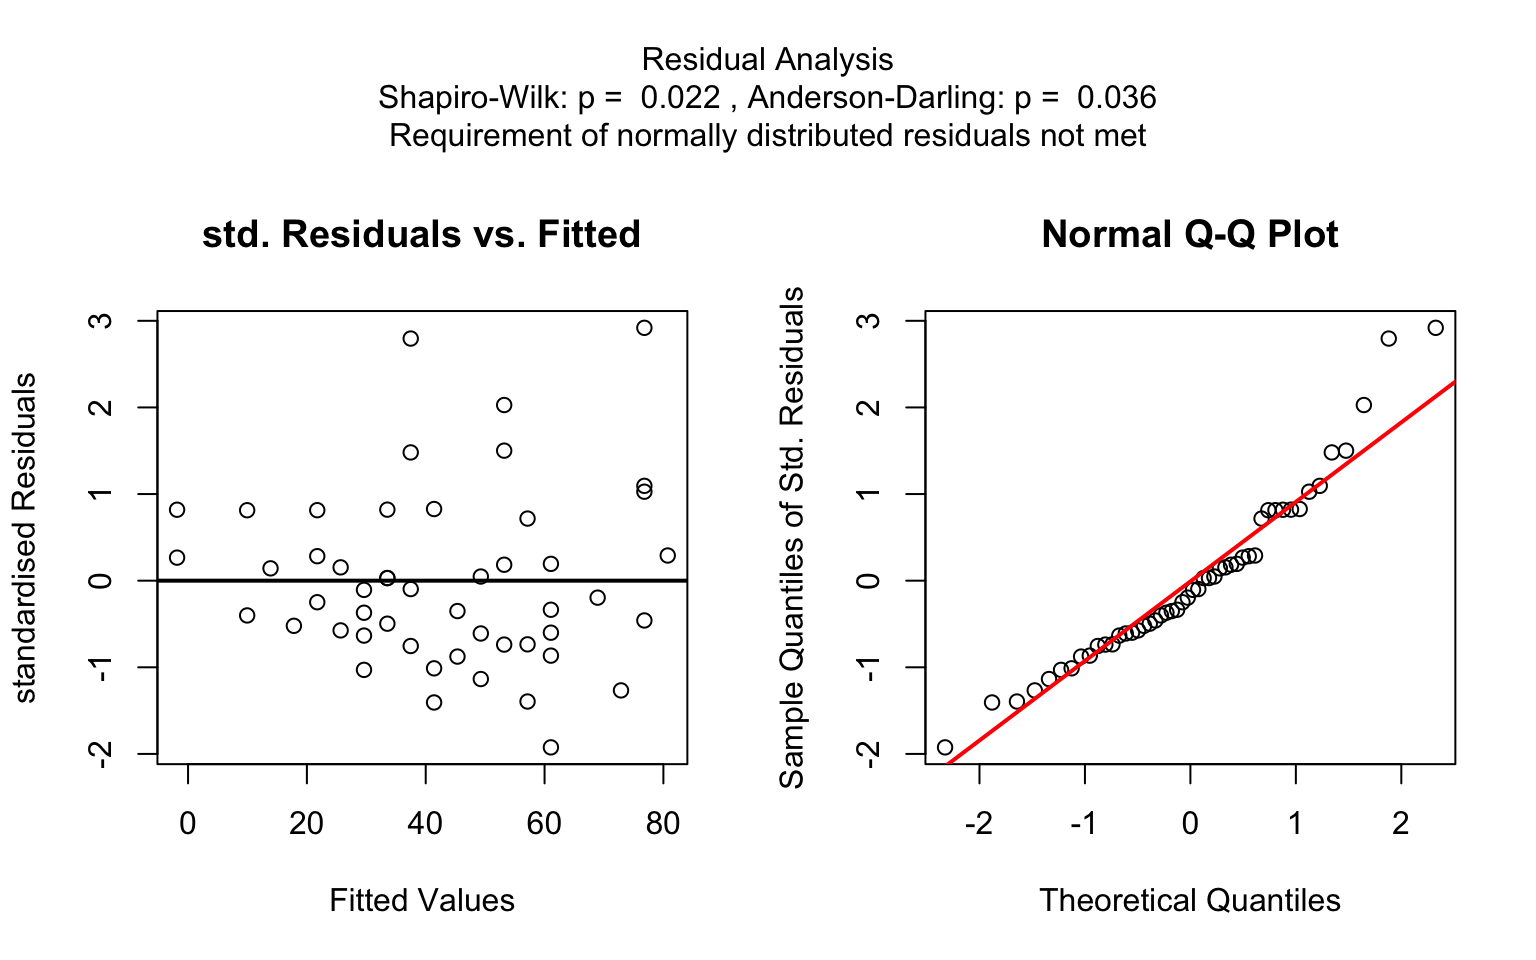 Residual Analysis
Shapiro-Wilk: p =  0.022 , Anderson-Darling: p =  0.036
Requirement of normally distributed residuals not met
std. Residuals vs. Fitted
standardised Residuals
3
2
1
0
-1
-2
0 20 40 60 80
Fitted Values
Normal Q-Q Plot
Sample Quantiles of Std. Residuals
3
2
1
0
-1
-2
-2 -1 0 1 2
Theoretical Quantiles